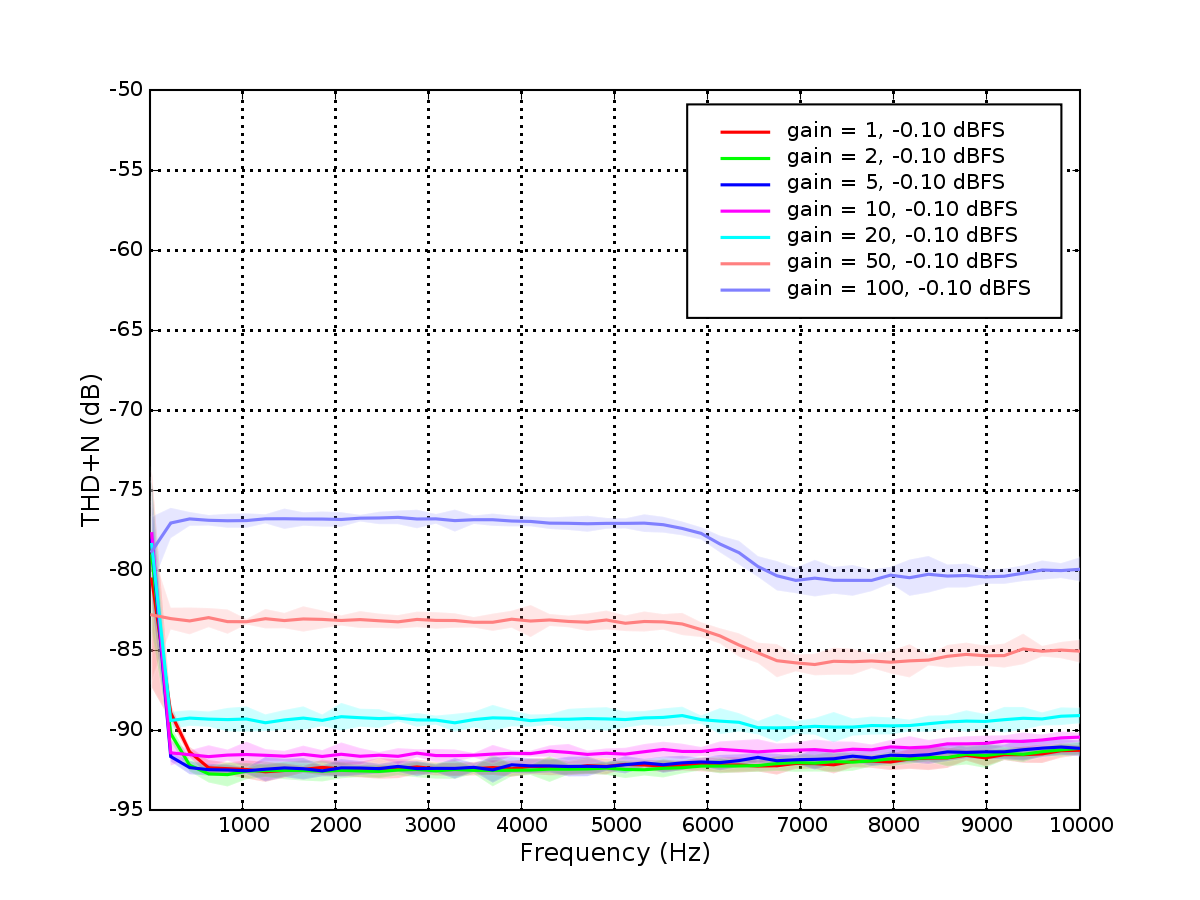 -50
-55
-60
-65
-70
-75
-80
-85
-90
-95
THD+N (dB)
gain = 1, -0.10 dBFS
gain = 2, -0.10 dBFS
gain = 5, -0.10 dBFS
gain = 10, -0.10 dBFS
gain = 20, -0.10 dBFS
gain = 50, -0.10 dBFS
gain = 100, -0.10 dBFS
1000 2000 3000 4000 5000 6000 7000 8000 9000 10000
Frequency (Hz)